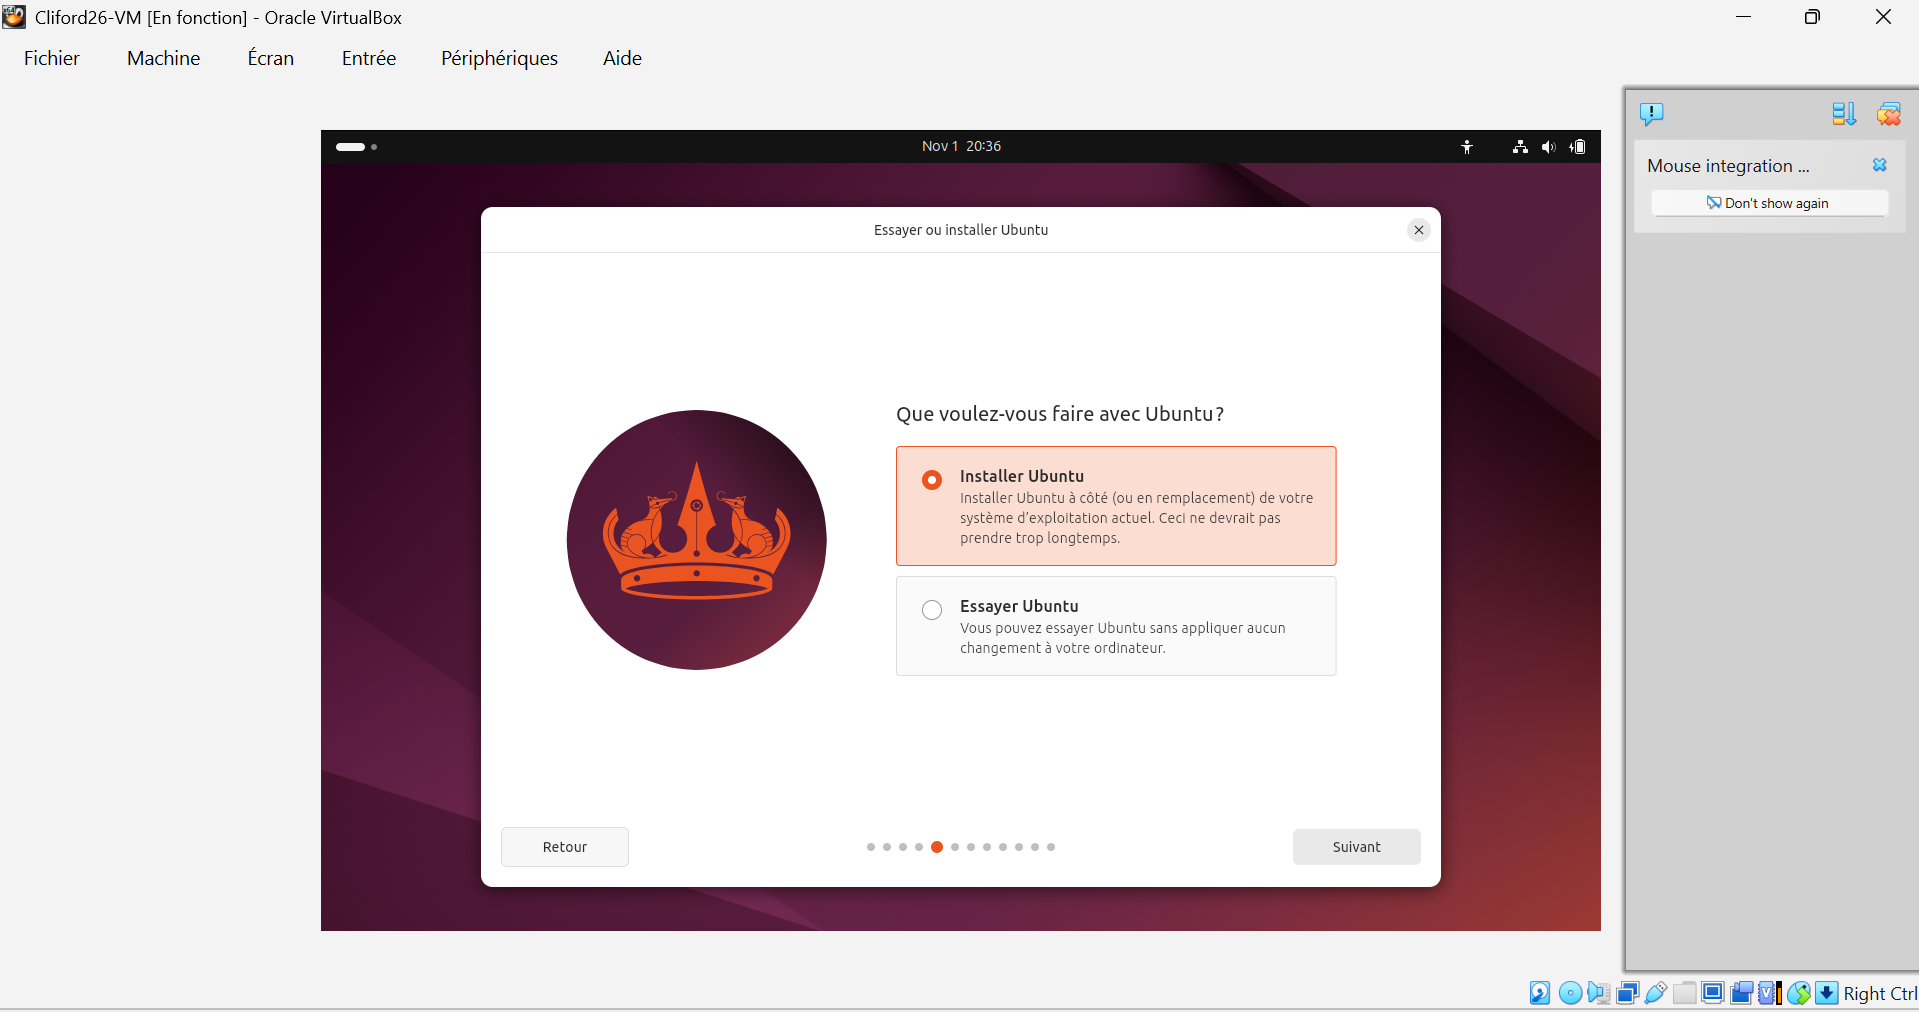 Cliford26-VM [En fonction] - Oracle VirtualBox
Fichier Machine Écran Entrée Périphériques Aide
Nov 1 20:36
Mouse integration ...
Don't show again
Essayer ou installer Ubuntu
Que voulez-vous faire avec Ubuntu ?
Installer Ubuntu
Installer Ubuntu à côté (ou en remplacement) de votre
système d’exploitation actuel. Ceci ne devrait pas
prendre trop longtemps.
Essayer Ubuntu
Vous pouvez essayer Ubuntu sans appliquer aucun
changement à votre ordinateur.
Retour
Suivant
Right Ctrl